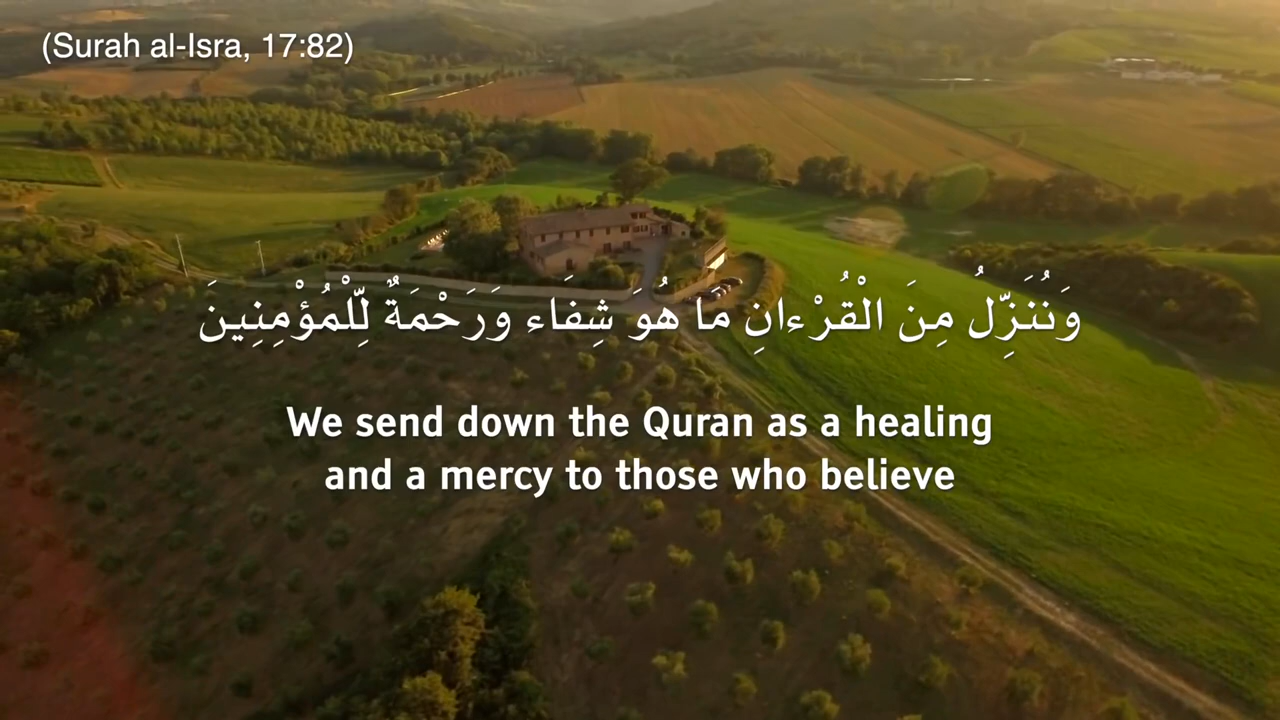 (Surah al-Isra, 17:82)
وَنُنَزِّلُ مِنَ الْقُرْءانِ مَا هُوَ شِفَاء وَرَحْمَةٌ لِّلْمُؤْمِنِينَ
We send down the Quran as a healing
and a mercy to those who believe